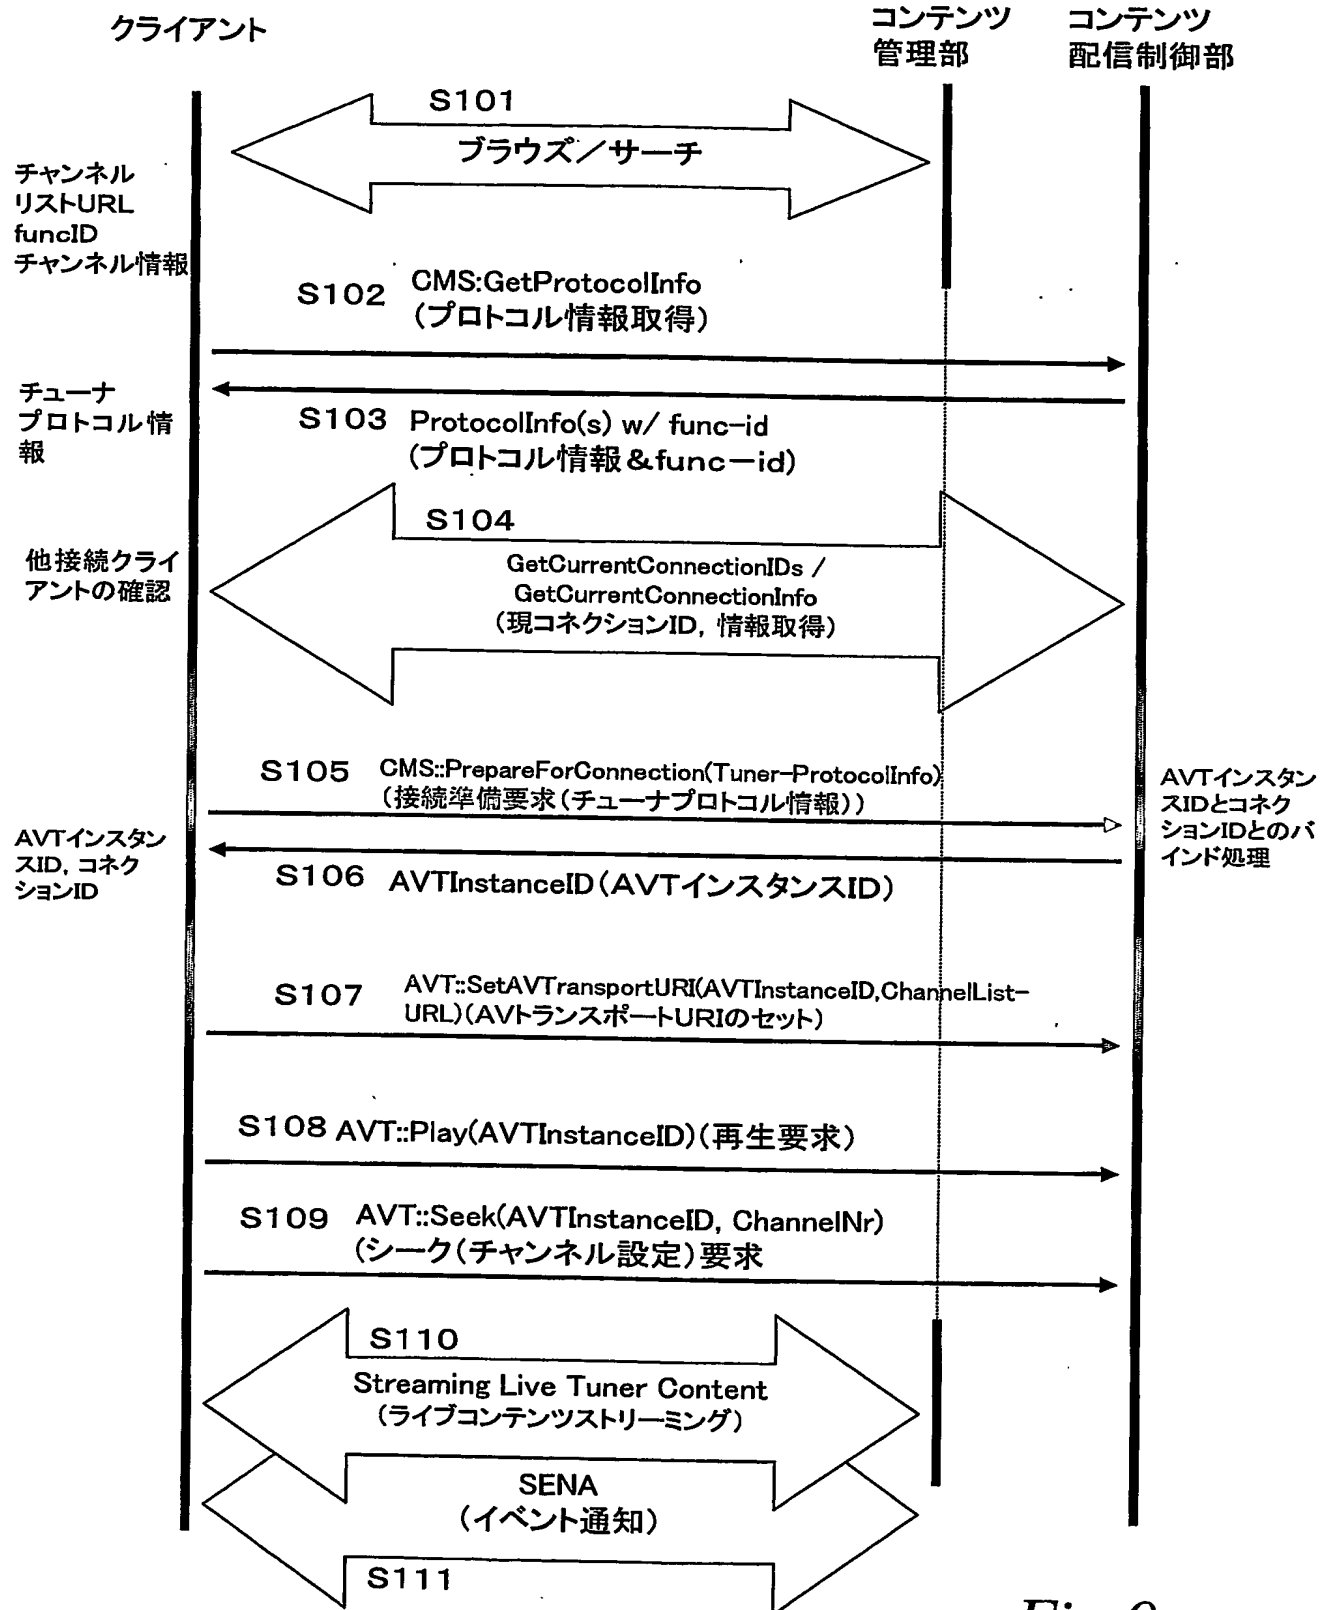 クライアント
コンテンツ
管理部
コンテンツ
配信制御部
S101
ブラウズ／サーチ
チャンネル
リストURL
funcID
チャンネル情報
S102
CMS:GetProtocolInfo
(プロトコル情報取得)
チューナ
プロトコル情
報
S103
ProtocolInfo(s) w/ func-id
(プロトコル情報&func-id)
S104
他接続クライ
アントの確認
GetCurrentConnectionIDs /
GetCurrentConnectionInfo
(現コネクションID, 情報取得)
S105
CMS::PrepareForConnection(Tuner-ProtocolInfo)
(接続準備要求(チューナプロトコル情報))
AVTインスタン
スIDとコネク
ションIDとのバ
インド処理
AVTインスタン
スID, コネク
ションID
S106
AVTInstanceID(AVTインスタンスID)
S107
AVT::SetAVTransportURI(AVTInstanceID,ChannelList-
URL)(AVトランスポートURIのセット)
S108 AVT::Play(AVTInstanceID)(再生要求)
S109
AVT::Seek(AVTInstanceID, ChannelNr)
(シーク(チャンネル設定)要求
S110
Streaming Live Tuner Content
(ライブコンテンツストリーミング)
SENA
(イベント通知)
S111